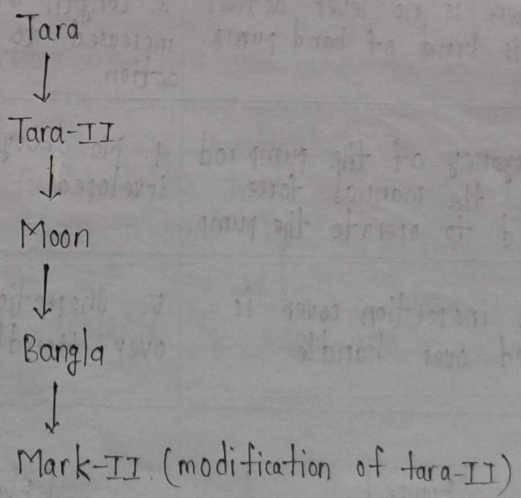 Tara
↓
Tara-II
↓
Moon
↓
Bangla
↓
Mark-II. (modification of tara-II)